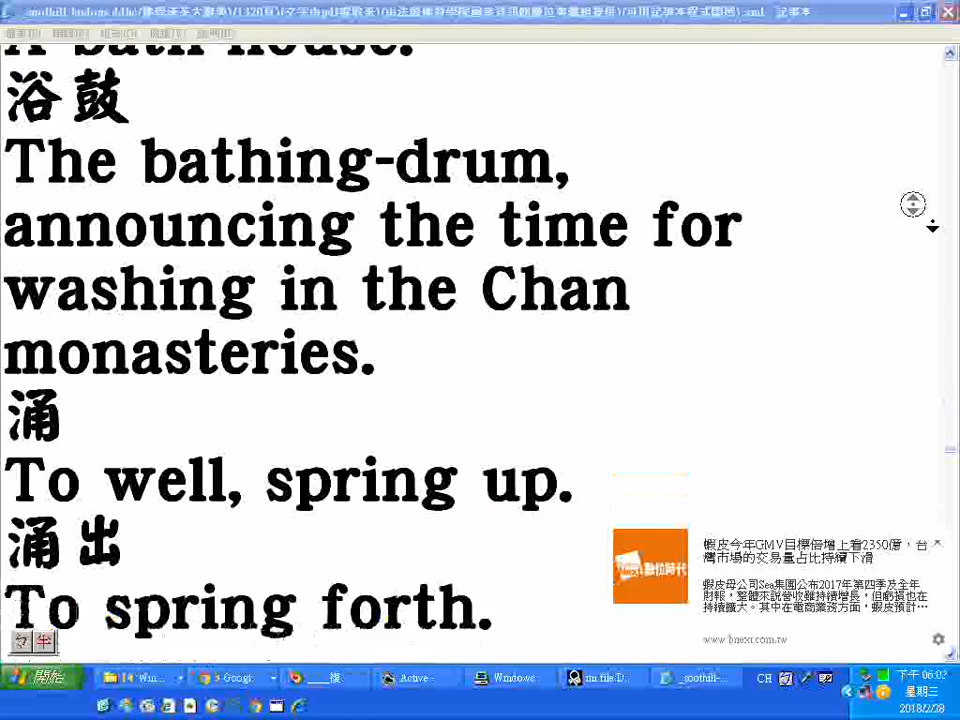 A bath house.
浴鼓
The bathing-drum,
announcing the time for
washing in the Chan
monasteries.
涌
To well, spring up.
涌出
To spring forth.
數位時代
蝦皮今年GMV目標倍增上看2350億，台
灣市場的交易量占比持續下滑
蝦皮母公司Sea集團公布2017年第四季及全年
財報，整體來說營收雖持續增長，但虧損也在
持續擴大。其中在電商業務方面，蝦皮預計…
www.bnext.com.tw
開始
14 Win...
3 Googl...
Active...
Windows...
_soothill-...
CH
下午 06:02
星期三
2018/2/28